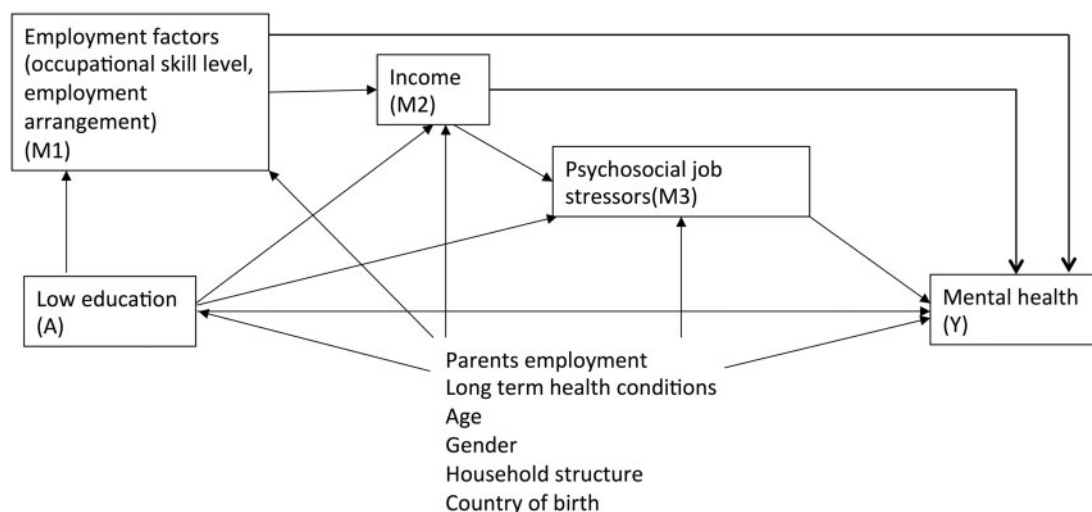 Employment factors
(occupational skill level,
employment
arrangement)
(M1)
Income
(M2)
Psychosocial job
stressors(M3)
Low education
(A)
Mental health
(Y)
Parents employment
Long term health conditions
Age
Gender
Household structure
Country of birth